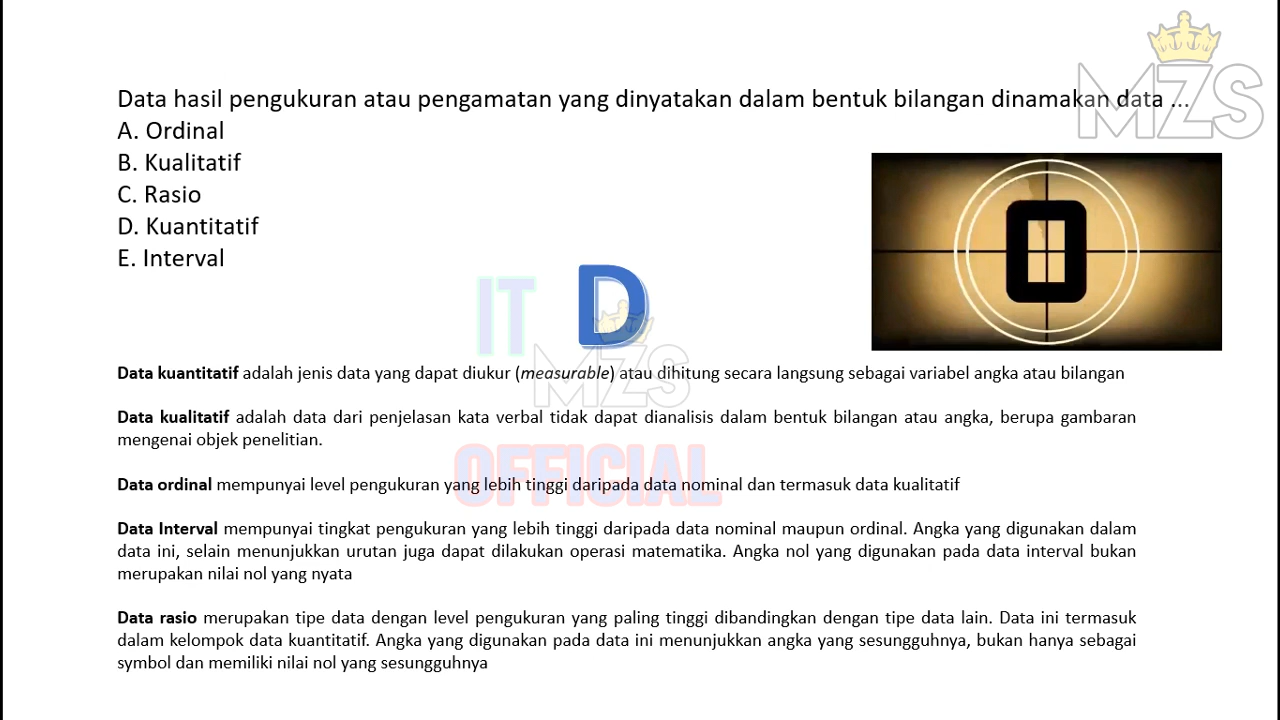 MZS
Data hasil pengukuran atau pengamatan yang dinyatakan dalam bentuk bilangan dinamakan data ...
A. Ordinal
B. Kualitatif
C. Rasio
D. Kuantitatif
E. Interval
0
IT
D
MZS
Data kuantitatif adalah jenis data yang dapat diukur (measurable) atau dihitung secara langsung sebagai variabel angka atau bilangan
Data kualitatif adalah data dari penjelasan kata verbal tidak dapat dianalisis dalam bentuk bilangan atau angka, berupa gambaran
mengenai objek penelitian.
OFFICIAL
Data ordinal mempunyai level pengukuran yang lebih tinggi daripada data nominal dan termasuk data kualitatif
Data Interval mempunyai tingkat pengukuran yang lebih tinggi daripada data nominal maupun ordinal. Angka yang digunakan dalam
data ini, selain menunjukkan urutan juga dapat dilakukan operasi matematika. Angka nol yang digunakan pada data interval bukan
merupakan nilai nol yang nyata
Data rasio merupakan tipe data dengan level pengukuran yang paling tinggi dibandingkan dengan tipe data lain. Data ini termasuk
dalam kelompok data kuantitatif. Angka yang digunakan pada data ini menunjukkan angka yang sesungguhnya, bukan hanya sebagai
symbol dan memiliki nilai nol yang sesungguhnya